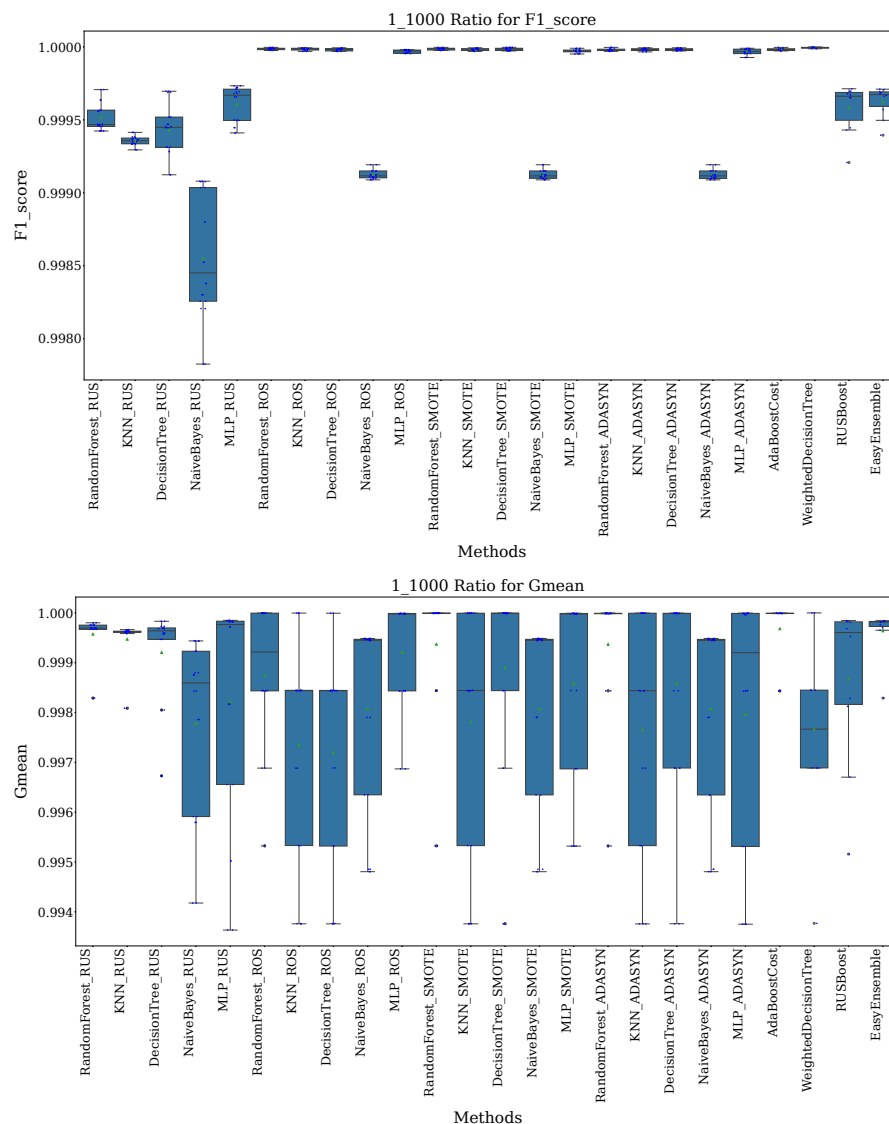 1_1000 Ratio for F1_score
1.0000
0.9995
0.9990
0.9985
0.9980
F1_score
RandomForest_RUS
KNN_RUS
DecisionTree_RUS
NaiveBayes_RUS
MLP_RUS
RandomForest_ROS
KNN_ROS
DecisionTree_ROS
NaiveBayes_ROS
MLP_ROS
RandomForest_SMOTE
KNN_SMOTE
DecisionTree_SMOTE
NaiveBayes_SMOTE
MLP_SMOTE
RandomForest_ADASYN
KNN_ADASYN
DecisionTree_ADASYN
NaiveBayes_ADASYN
MLP_ADASYN
AdaBoostCost
WeightedDecisionTree
RUSBoost
EasyEnsemble
Methods
1_1000 Ratio for Gmean
1.000
0.999
0.998
0.997
0.996
0.995
0.994
Gmean
RandomForest_RUS
KNN_RUS
DecisionTree_RUS
NaiveBayes_RUS
MLP_RUS
RandomForest_ROS
KNN_ROS
DecisionTree_ROS
NaiveBayes_ROS
MLP_ROS
RandomForest_SMOTE
KNN_SMOTE
DecisionTree_SMOTE
NaiveBayes_SMOTE
MLP_SMOTE
RandomForest_ADASYN
KNN_ADASYN
DecisionTree_ADASYN
NaiveBayes_ADASYN
MLP_ADASYN
AdaBoostCost
WeightedDecisionTree
RUSBoost
EasyEnsemble
Methods